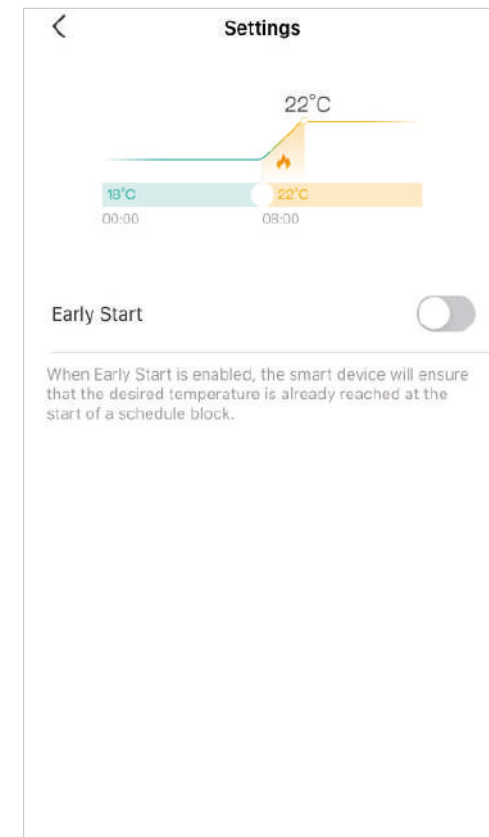 Settings
22°C
18°C 22°C
00:00 08:00
Early Start
When Early Start is enabled, the smart device will ensure
that the desired temperature is already reached at the
start of a schedule block.